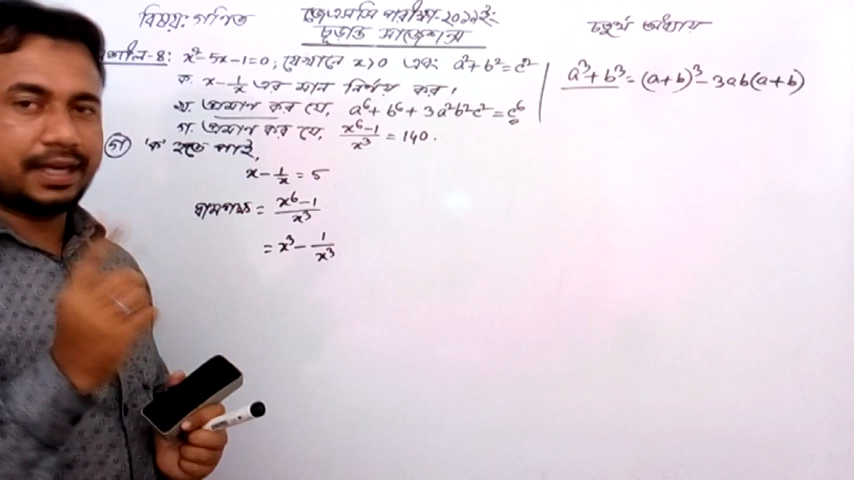 বিষয়: গণিত
জেএসসি পরীক্ষা-২০১৯ইং
চূড়ান্ত সাজেশন্স
চতুর্থ অধ্যায়
শীল-৪: x²-5x-1=0; যেখানে x>0 এবং a²+b²=c²
ক. x-1/x এর মান নির্ণয় কর।
খ. প্রমাণ কর যে, a⁶+b⁶+3a²b²c²=c⁶
গ. প্রমাণ কর যে, (x⁶-1)/x³ = 140.
a³+b³=(a+b)³-3ab(a+b)
গ 'ক' হতে পাই,
x-1/x=5
বামপক্ষ = (x⁶-1)/x³
= x³-1/x³